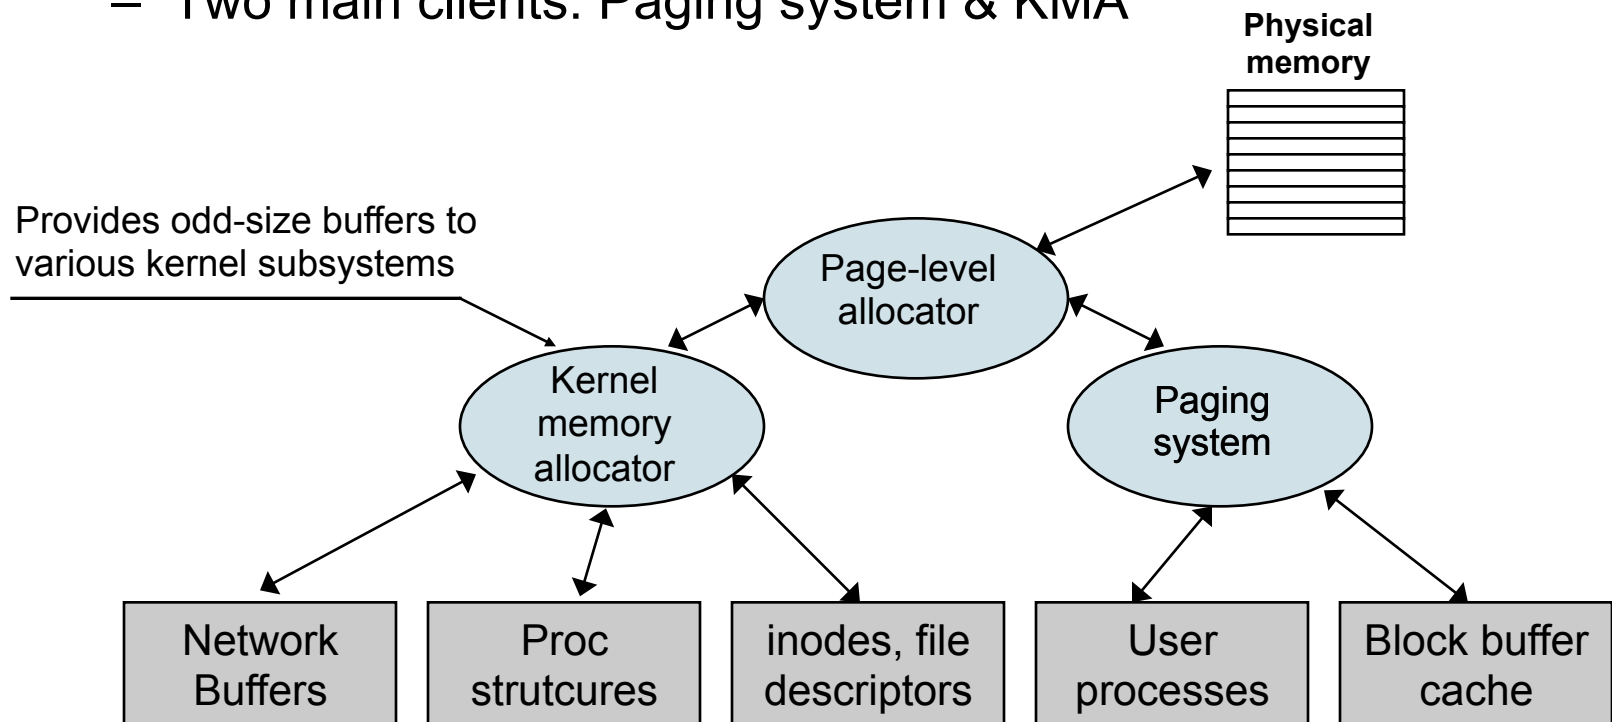 – Two main clients: Paging system & KMA
Physical
memory
Provides odd-size buffers to
various kernel subsystems
Page-level
allocator
Kernel
memory
allocator
Paging
system
Network
Buffers
Proc
strutcures
inodes, file
descriptors
User
processes
Block buffer
cache